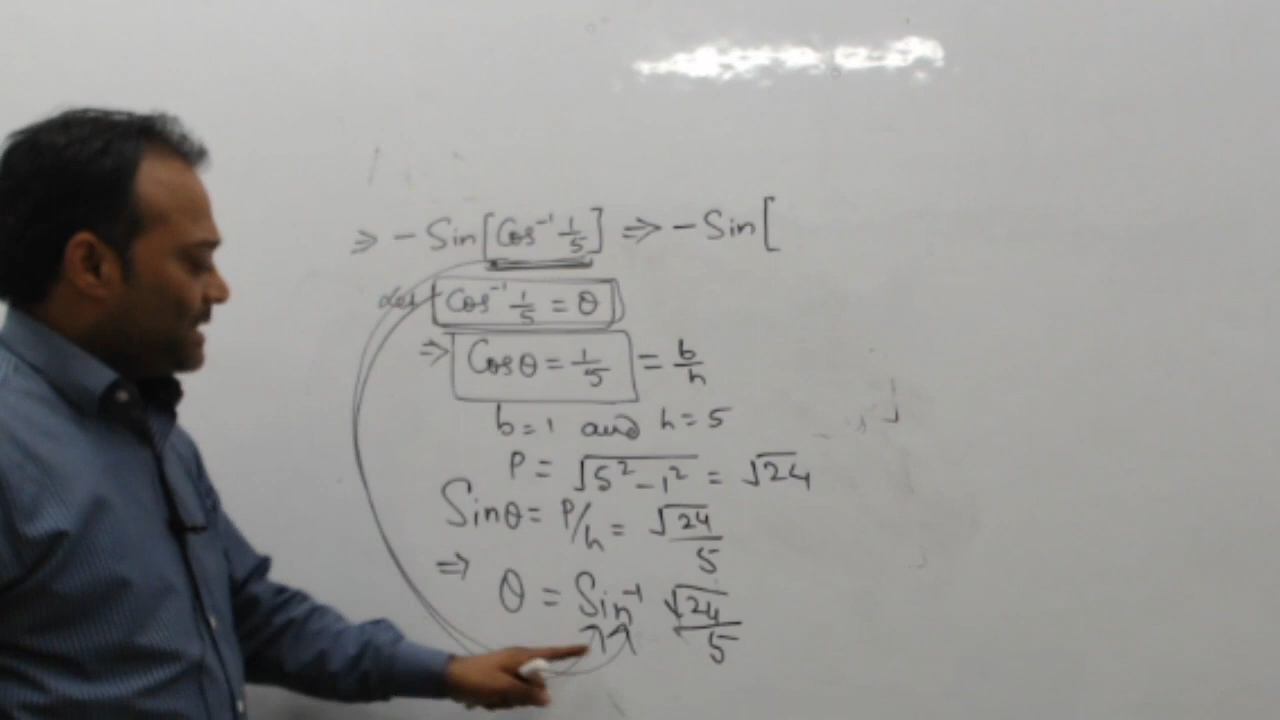 ⇒ - Sin[Cos⁻¹ 1/5] ⇒ - Sin[
Let Cos⁻¹ 1/5 = θ
⇒ Cosθ = 1/5 = b/h
b = 1 and h = 5
P = √(5² - 1²) = √24
Sinθ = P/h = √24/5
⇒ θ = Sin⁻¹ √24/5